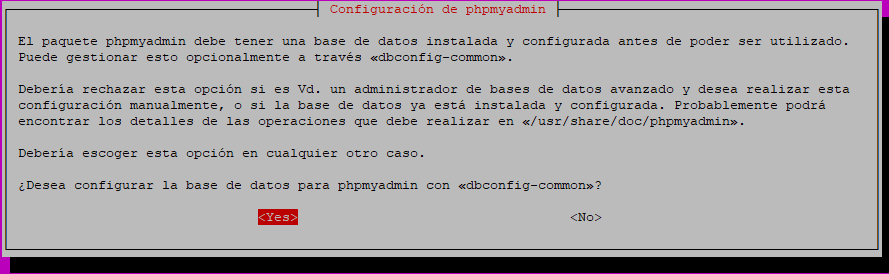 Configuración de phpmyadmin
El paquete phpmyadmin debe tener una base de datos instalada y configurada antes de poder ser utilizado.
Puede gestionar esto opcionalmente a través «dbconfig-common».
Debería rechazar esta opción si es Vd. un administrador de bases de datos avanzado y desea realizar esta
configuración manualmente, o si la base de datos ya está instalada y configurada. Probablemente podrá
encontrar los detalles de las operaciones que debe realizar en «/usr/share/doc/phpmyadmin».
Debería escoger esta opción en cualquier otro caso.
¿Desea configurar la base de datos para phpmyadmin con «dbconfig-common»?
<Yes> <No>